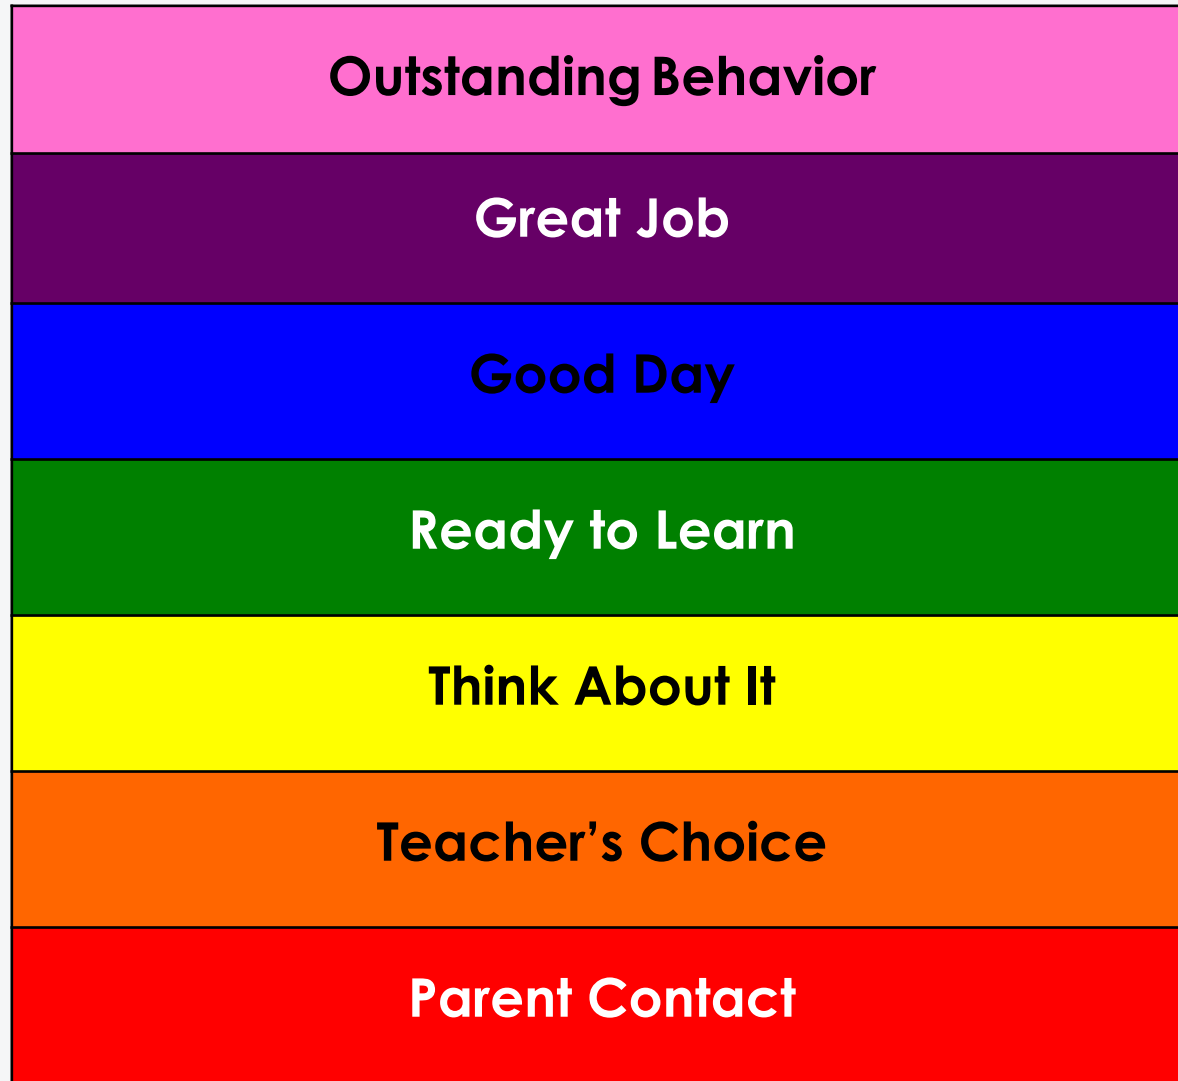 Outstanding Behavior
Great Job
Good Day
Ready to Learn
Think About It
Teacher’s Choice
Parent Contact